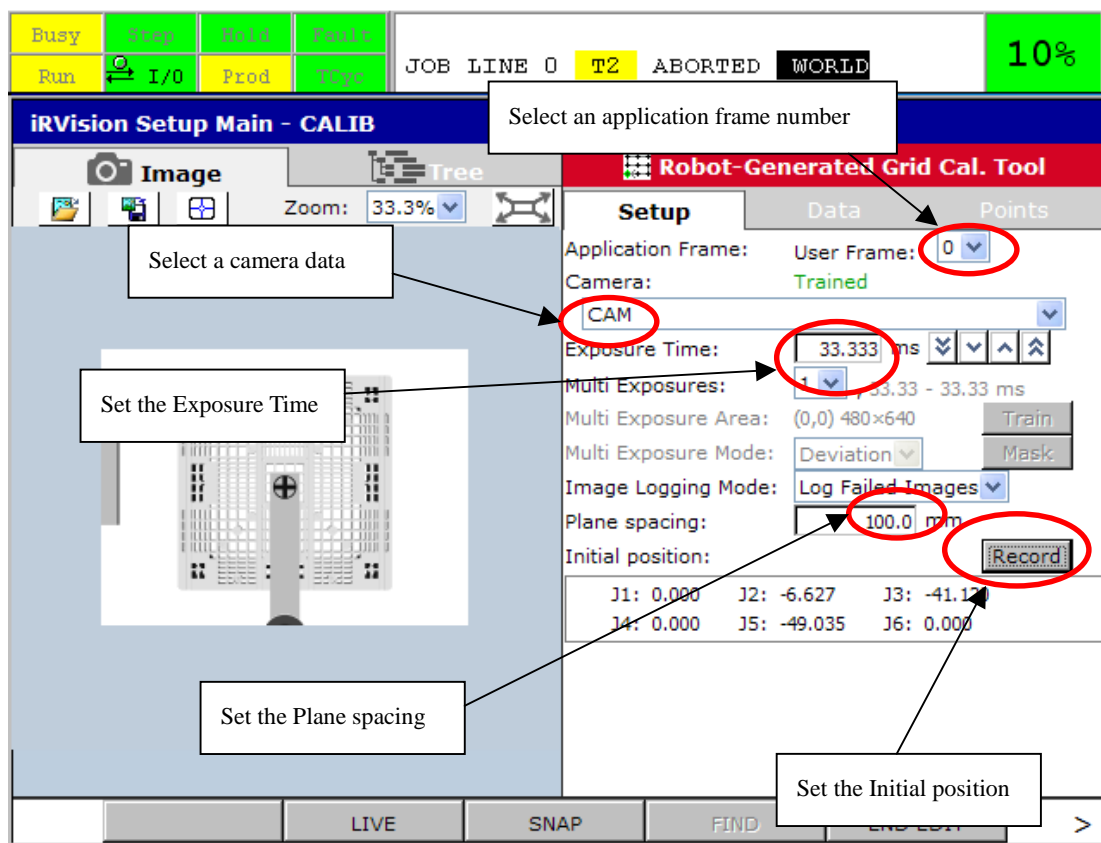 Busy Step Hold Fault
Run I/O Prod TCyc
JOB LINE 0 T2 ABORTED WORLD
10%
Select an application frame number
iRVision Setup Main - CALIB
Image Tree
Zoom: 33.3%
Robot-Generated Grid Cal. Tool
Setup Data Points
Select a camera data
Application Frame: User Frame: 0
Camera: Trained
CAM
Exposure Time: 33.333 ms
Set the Exposure Time
Multi Exposures: 1 , 33.33 - 33.33 ms
Multi Exposure Area: (0,0) 480×640 Train
Multi Exposure Mode: Deviation Mask
Image Logging Mode: Log Failed Images
Plane spacing: 100.0 mm
Initial position: Record
J1: 0.000 J2: -6.627 J3:
J4: 0.000 J5: -49.035 J6: 0.000
Set the Plane spacing
Set the Initial position
LIVE SNAP FIND END EDIT >